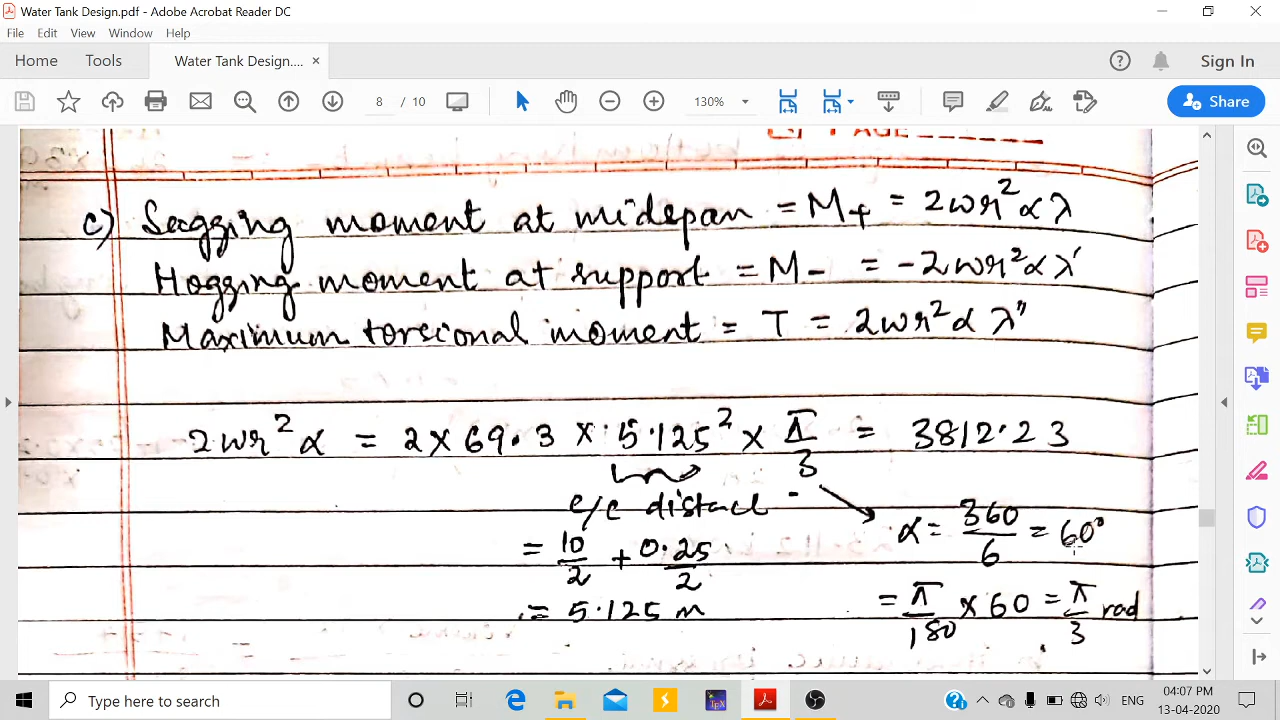 Water Tank Design.pdf - Adobe Acrobat Reader DC
File Edit View Window Help
Home Tools Water Tank Design.... × Sign In
8 / 10 130% Share
PAGE
c) Sagging moment at midspan = M+ = 2wr²αλ
Hogging moment at support = M- = -2wr²αλ'
Maximum torsional moment = T = 2wr²αλ"
2wr²α = 2×69.3 × 5.125² × π/3 = 3812.23
c/c distance
= 10/2 + 0.25/2
= 5.125 m
α = 360/6 = 60°
= π/180 × 60 = π/3 rad
Type here to search
ENG 04:07 PM
13-04-2020